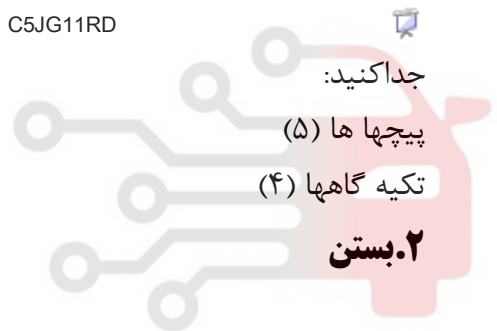 C5JG11RD
جداکنید:
پیچها ها (۵)
تکیه گاهها (۴)
۲.بستن